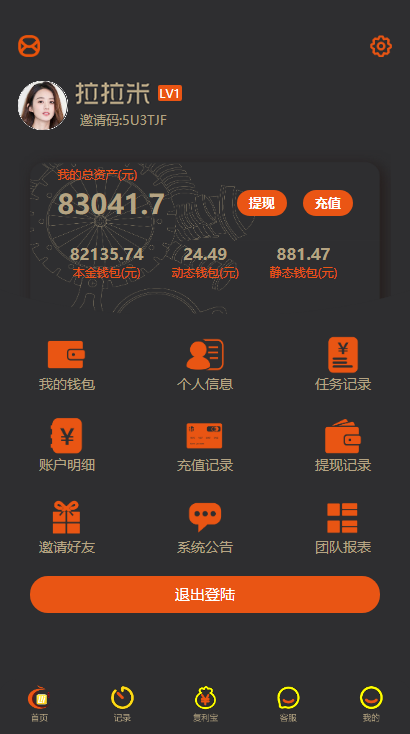 拉拉米 LV1
邀请码:5U3TJF
我的总资产(元)
83041.7 提现 充值
82135.74 24.49 881.47
本金钱包(元) 动态钱包(元) 静态钱包(元)
我的钱包 个人信息 任务记录
账户明细 充值记录 提现记录
邀请好友 系统公告 团队报表
退出登陆
首页 记录 复利宝 客服 我的